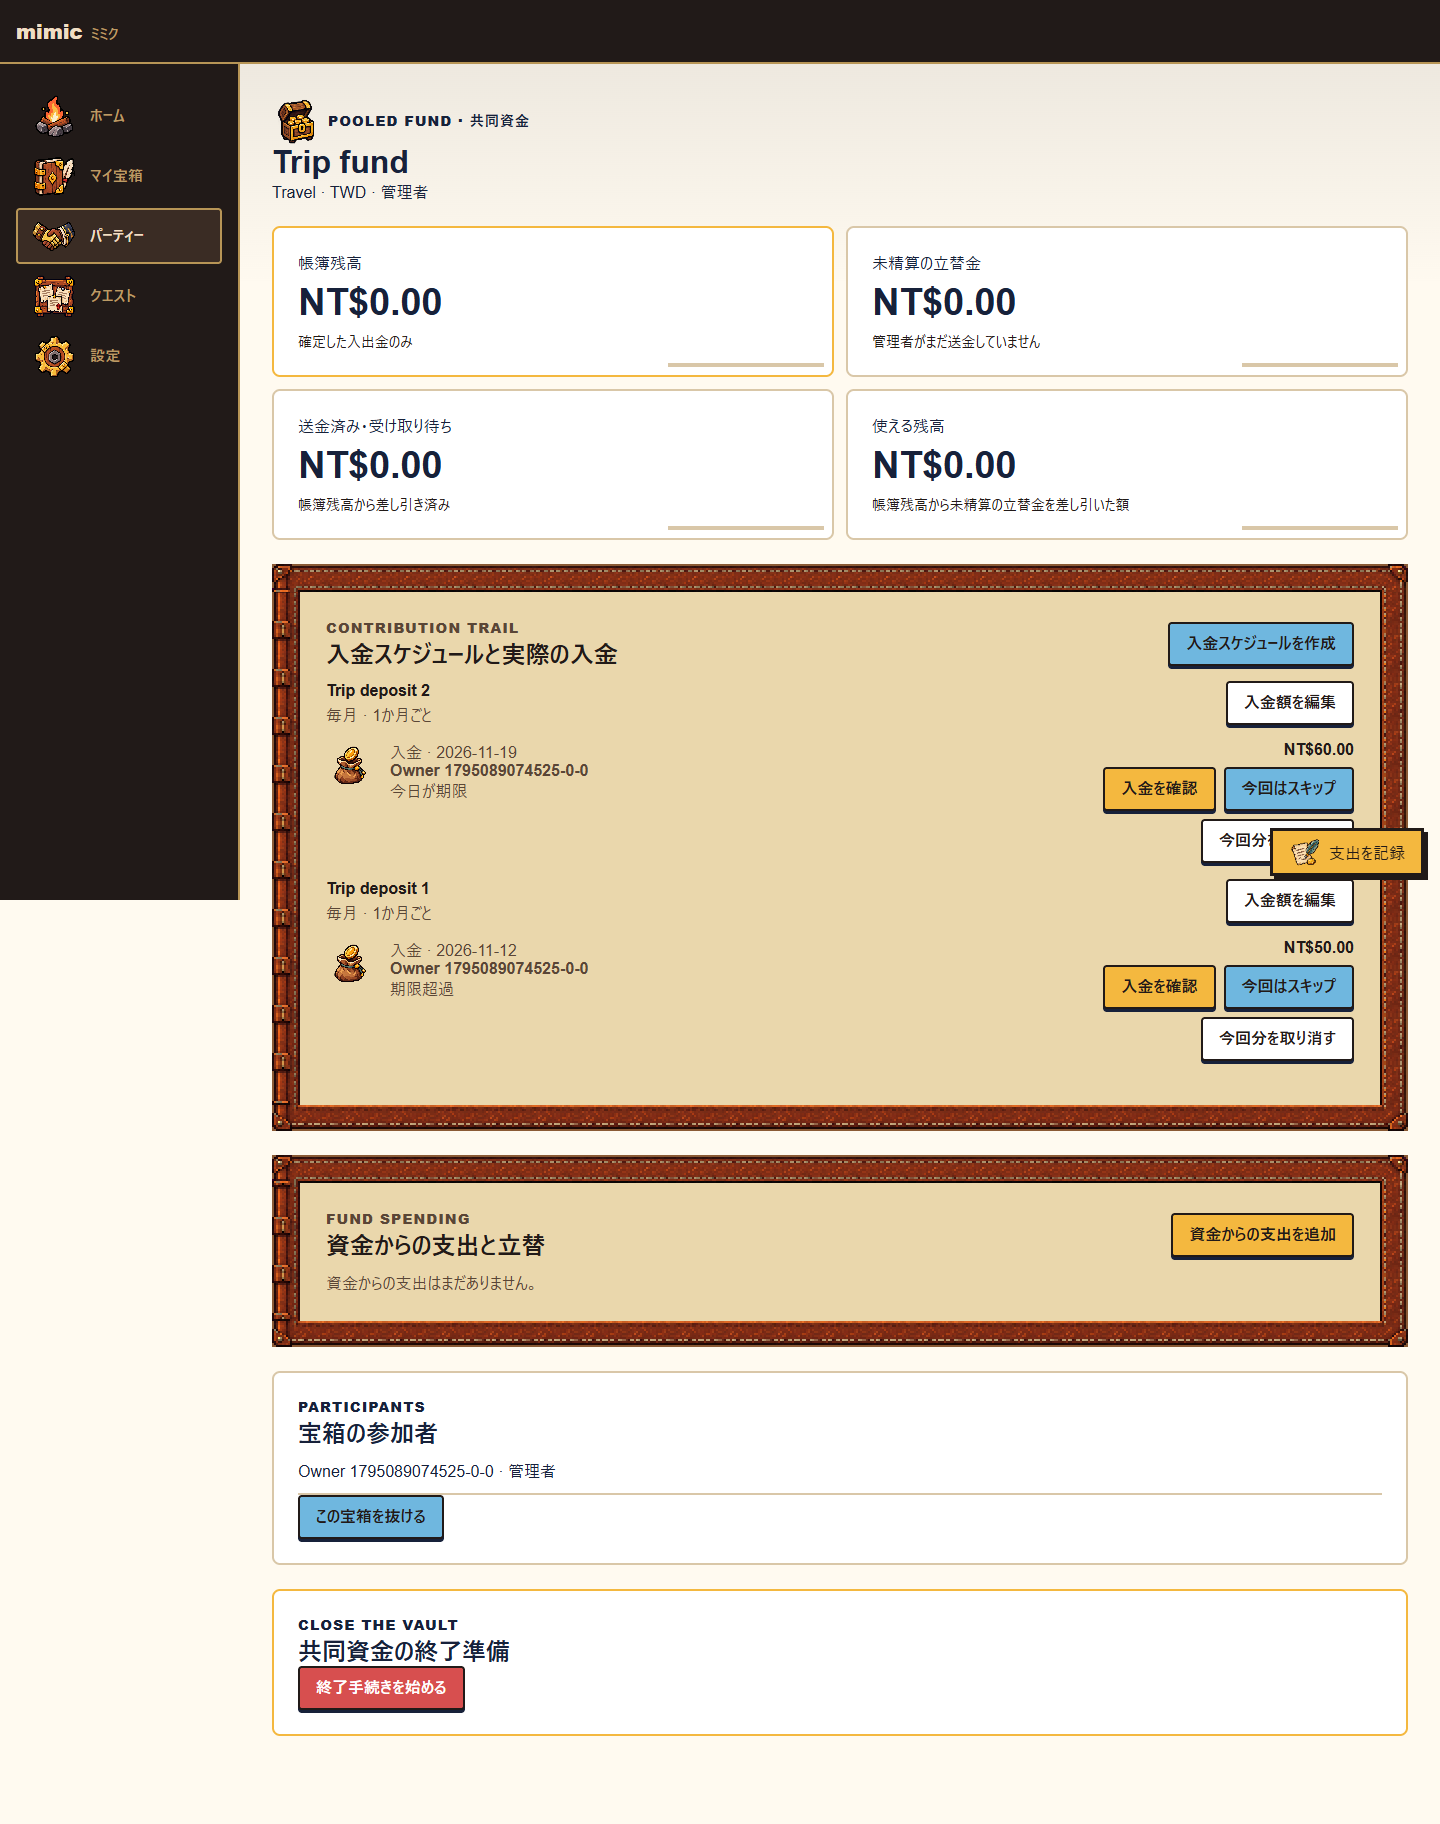 mimic ミミク
ホーム
マイ宝箱
パーティー
クエスト
設定
POOLED FUND · 共同資金
Trip fund
Travel · TWD · 管理者
帳簿残高
NT$0.00
確定した入出金のみ
未精算の立替金
NT$0.00
管理者がまだ送金していません
送金済み・受け取り待ち
NT$0.00
帳簿残高から差し引き済み
使える残高
NT$0.00
帳簿残高から未精算の立替金を差し引いた額
CONTRIBUTION TRAIL
入金スケジュールと実際の入金
入金スケジュールを作成
Trip deposit 2
毎月 · 1か月ごと
入金額を編集
入金 · 2026-11-19
Owner 1795089074525-0-0
今日が期限
NT$60.00
入金を確認
今回はスキップ
今回分
支出を記録
Trip deposit 1
毎月 · 1か月ごと
入金額を編集
入金 · 2026-11-12
Owner 1795089074525-0-0
期限超過
NT$50.00
入金を確認
今回はスキップ
今回分を取り消す
FUND SPENDING
資金からの支出と立替
資金からの支出を追加
資金からの支出はまだありません。
PARTICIPANTS
宝箱の参加者
Owner 1795089074525-0-0 · 管理者
この宝箱を抜ける
CLOSE THE VAULT
共同資金の終了準備
終了手続きを始める